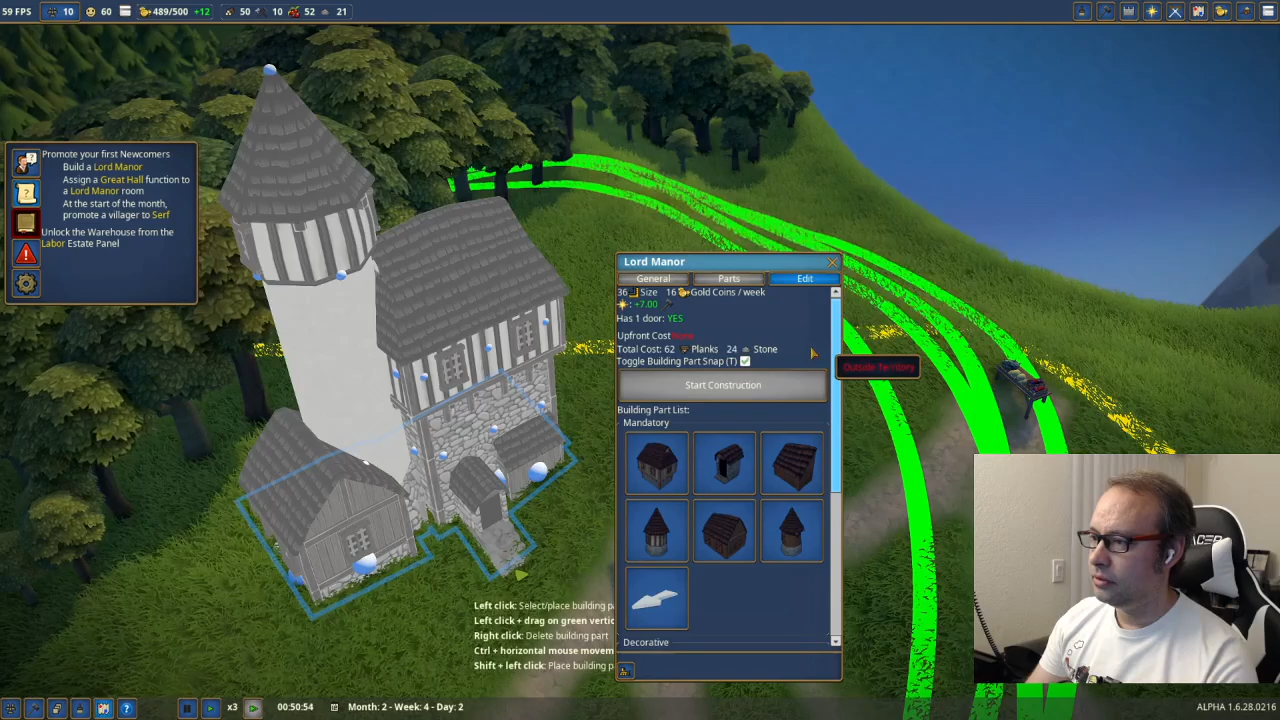 59 FPS 10 60 489/500 +12 50 10 52 21
Promote your first Newcomers
Build a Lord Manor
Assign a Great Hall function to
a Lord Manor room
At the start of the month,
promote a villager to Serf
Unlock the Warehouse from the
Labor Estate Panel
Lord Manor
General Parts Edit
36 Size 16 Gold Coins / week
: +7.00
Has 1 door: YES
Upfront Cost
Total Cost: 62 Planks 24 Stone
Toggle Building Part Snap (T)
Start Construction
Building Part List:
Mandatory
Decorative
Outside Territory
Left click: Select/place building p
Left click + drag on green vertic
Right click: Delete building part
Ctrl + horizontal mouse movem
Shift + left click: Place building p
x3 00:50:54 Month: 2 - Week: 4 - Day: 2
ALPHA 1.6.28.0216